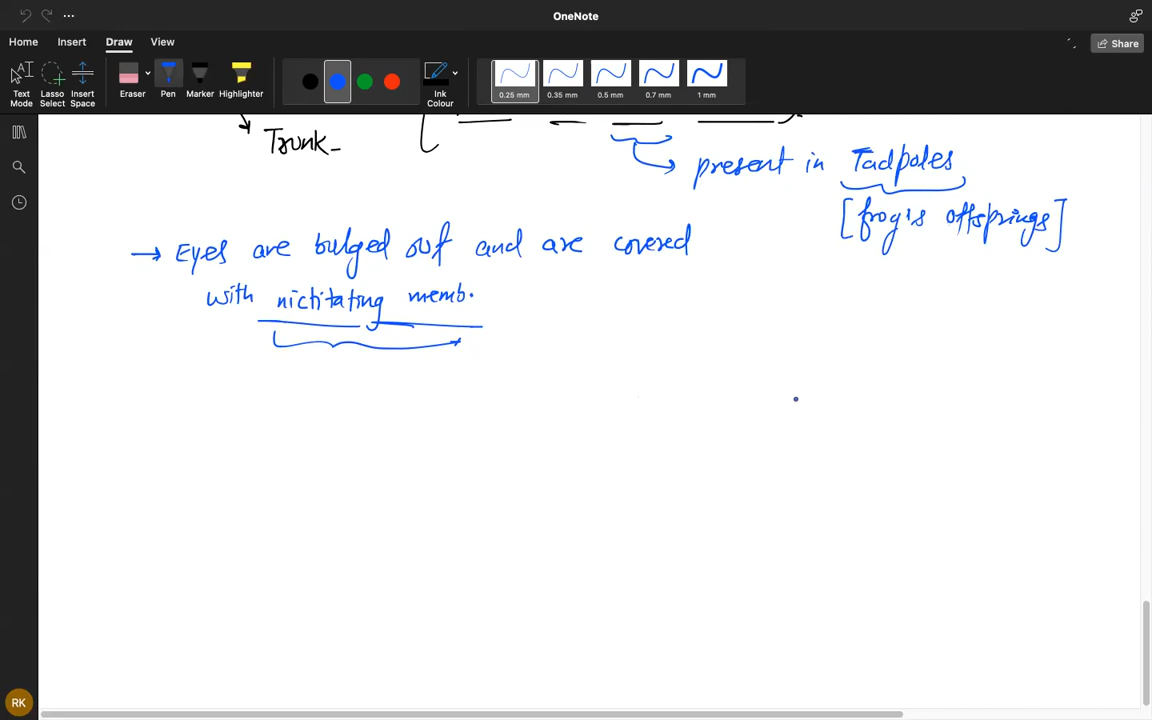 OneNote
Home Insert Draw View
Share
Text Mode
Lasso Select
Insert Space
Eraser
Pen
Marker
Highlighter
Ink Colour
0.25 mm
0.35 mm
0.5 mm
0.7 mm
1 mm
Trunk
present in Tadpoles
[frog's offsprings]
→ Eyes are bulged out and are covered
with nictitating memb.
RK